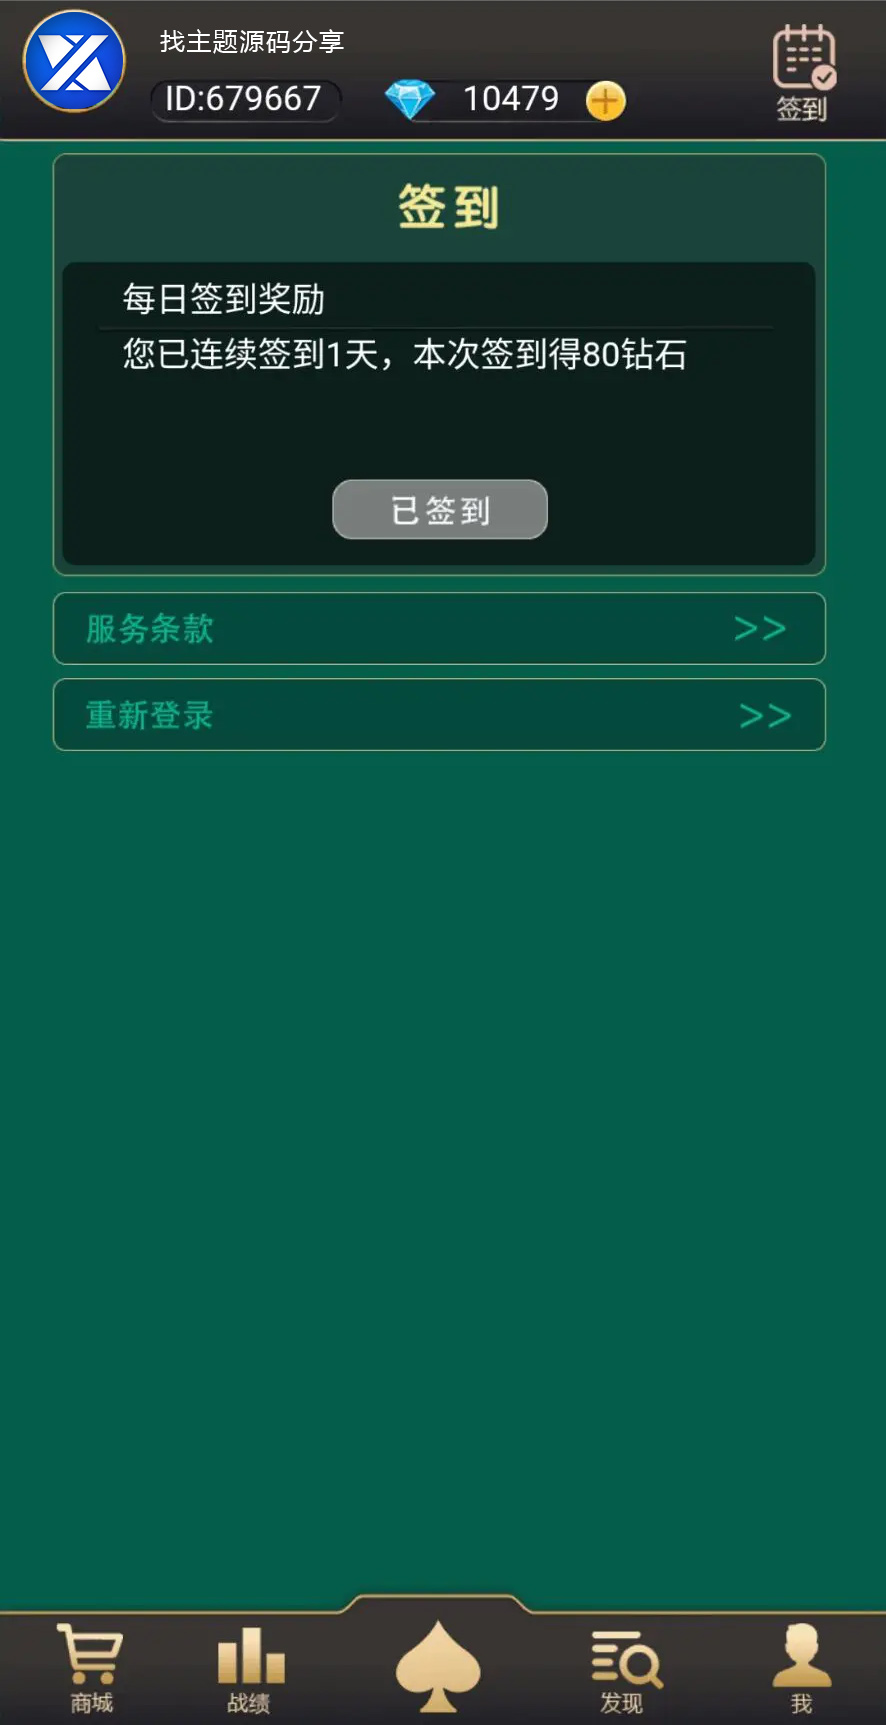 找主题源码分享
ID:679667
10479
签到
签到
每日签到奖励
您已连续签到1天，本次签到得80钻石
已签到
服务条款 >>
重新登录 >>
商城
战绩
发现
我